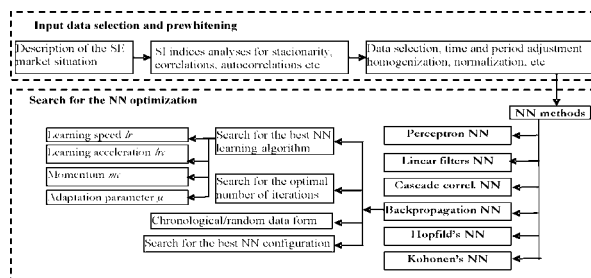 Input data selection and prewhitening
Description of the SE
market situation
SI indices analyses for stacionarity,
correlations, autocorrelations etc
Data selection, time and period adjustment
homogenization, normalization, etc
Search for the NN optimization
NN methods
Learning speed lr
Learning acceleration
Momentum
Adaptation parameter μ
Search for the best NN
learning algorithm
Search for the optimal
number of iterations
Chronological/random data form
Search for the best NN configuration
Perceptron NN
Linear filters NN
Cascade correl. NN
Backpropagation NN
Hopfild's NN
Kohonen's NN